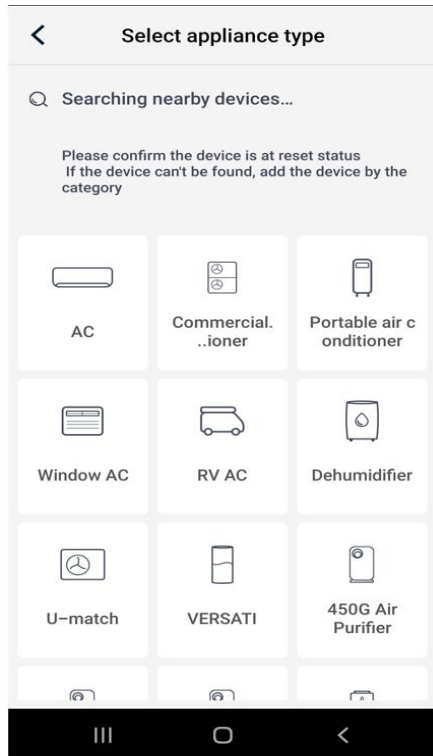 Select appliance type
Searching nearby devices...
Please confirm the device is at reset status
If the device can't be found, add the device by the
category
AC
Commercial.
..ioner
Portable air c
onditioner
Window AC
RV AC
Dehumidifier
U-match
VERSATI
450G Air
Purifier